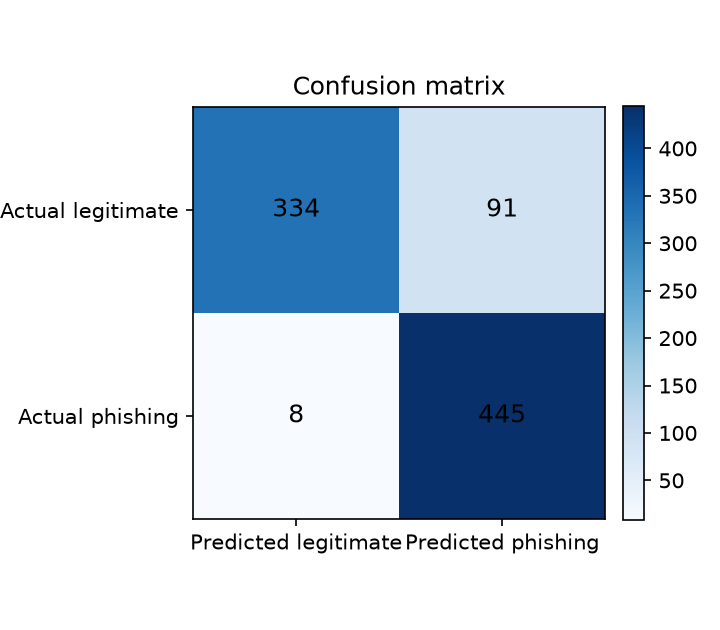 Confusion matrix
Actual legitimate
334
91
Actual phishing
8
445
Predicted legitimate
Predicted phishing
400
350
300
250
200
150
100
50